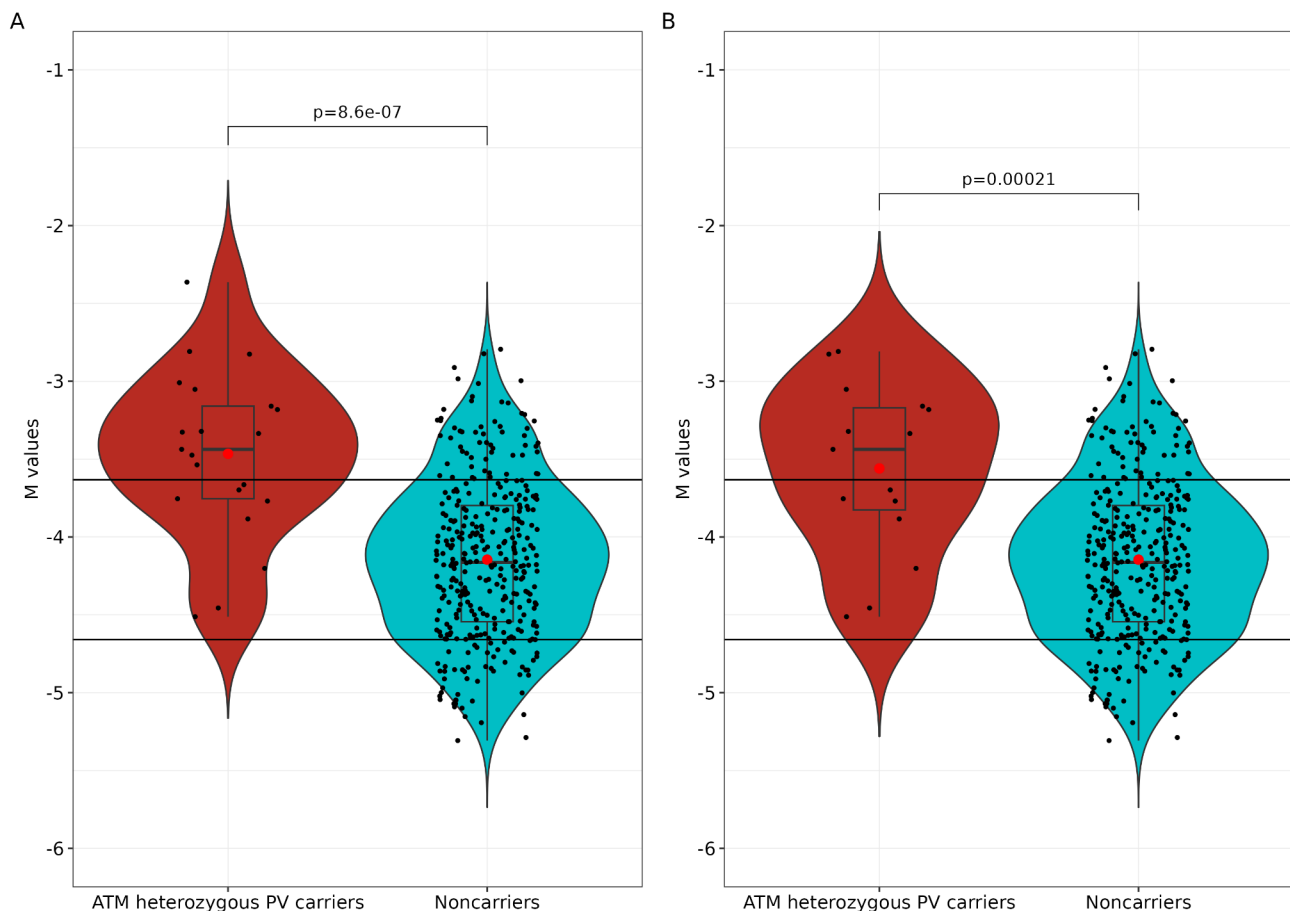 A
M values
-1
-2
-3
-4
-5
-6
p=8.6e-07
ATM heterozygous PV carriers
Noncarriers
B
M values
-1
-2
-3
-4
-5
-6
p=0.00021
ATM heterozygous PV carriers
Noncarriers